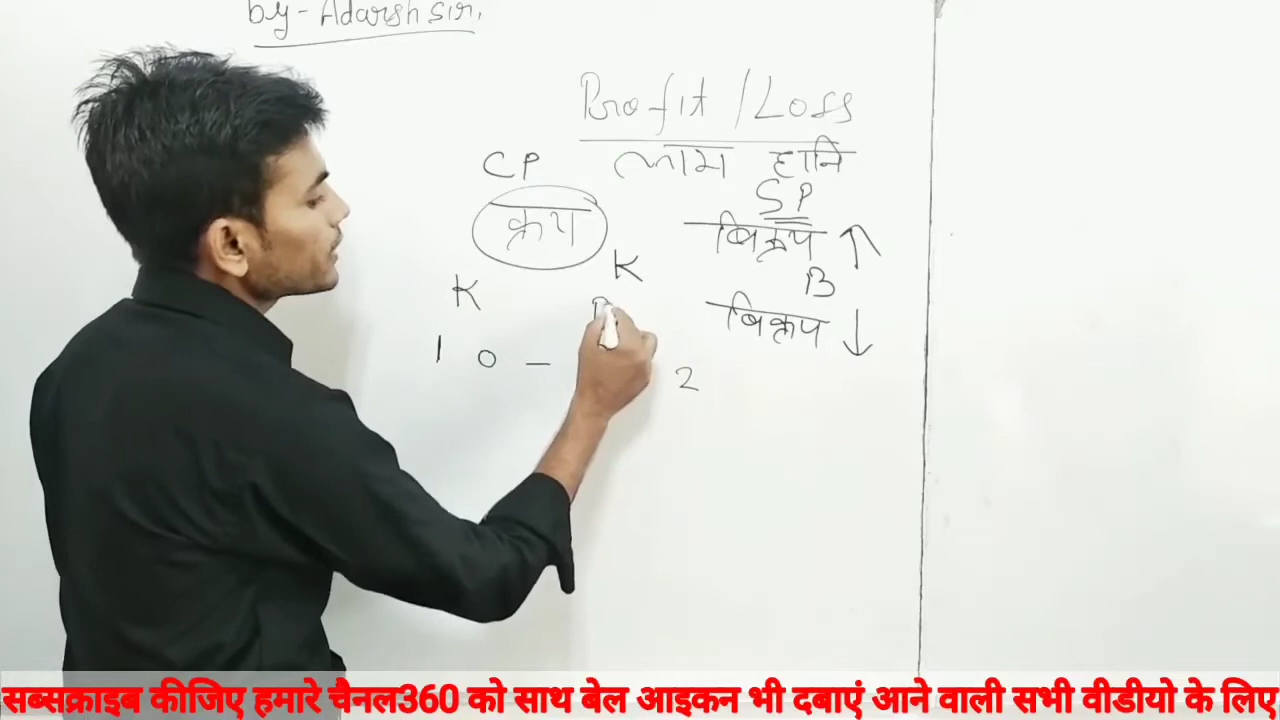 by - Adarsh sir.
Profit / Loss
CP लाभ हानि
SP
क्रय विक्रय ↑
K B
K विक्रय ↓
1 0 - 2
सब्सक्राइब कीजिए हमारे चैनल360 को साथ बेल आइकन भी दबाएं आने वाली सभी वीडीयो के लिए